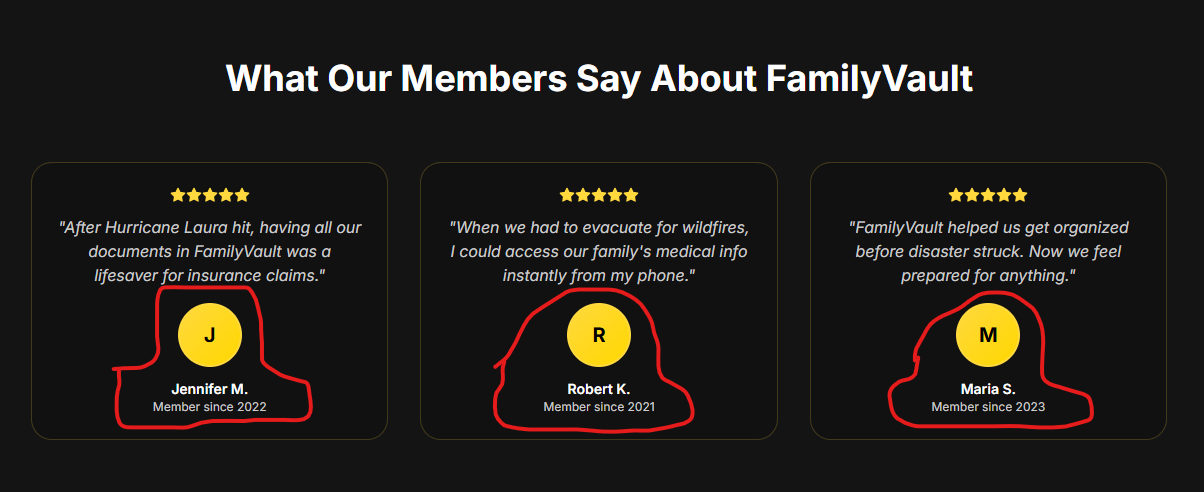 What Our Members Say About FamilyVault
"After Hurricane Laura hit, having all our
documents in FamilyVault was a
lifesaver for insurance claims."
J
Jennifer M.
Member since 2022
"When we had to evacuate for wildfires,
I could access our family's medical info
instantly from my phone."
R
Robert K.
Member since 2021
"FamilyVault helped us get organized
before disaster struck. Now we feel
prepared for anything."
M
Maria S.
Member since 2023